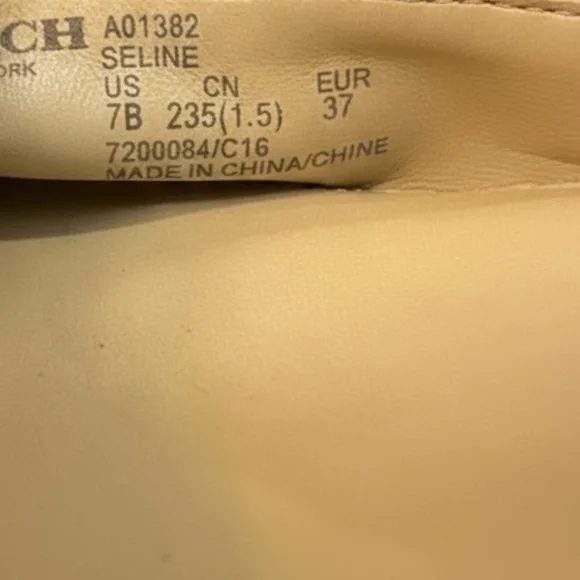 CH A01382
ORK SELINE
US CN EUR
7B 235(1.5) 37
7200084/C16
MADE IN CHINA/CHINE